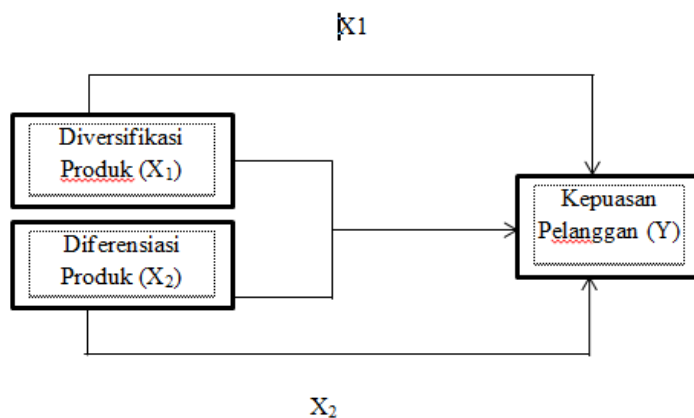 X1
Diversifikasi
Produk (X₁)
Kepuasan
Pelanggan (Y)
Diferensiasi
Produk (X₂)
X₂